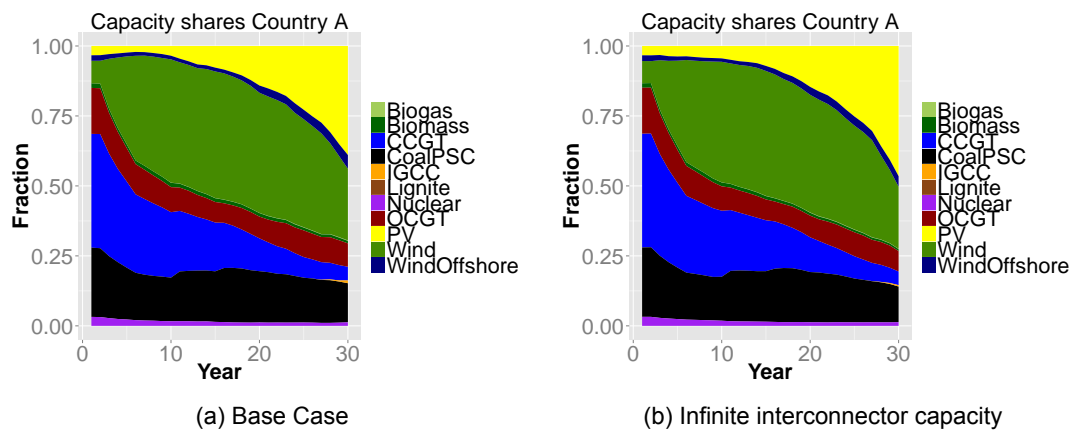 Capacity shares Country A
1.00
0.75
0.50
0.25
0.00
Fraction
0
10
20
30
Year
Biogas
Biomass
CCGT
CoalPSC
IGCC
Lignite
Nuclear
OCGT
PV
Wind
WindOffshore
(a) Base Case
Capacity shares Country A
1.00
0.75
0.50
0.25
0.00
Fraction
0
10
20
30
Year
Biogas
Biomass
CCGT
CoalPSC
IGCC
Lignite
Nuclear
OCGT
PV
Wind
WindOffshore
(b) Infinite interconnector capacity